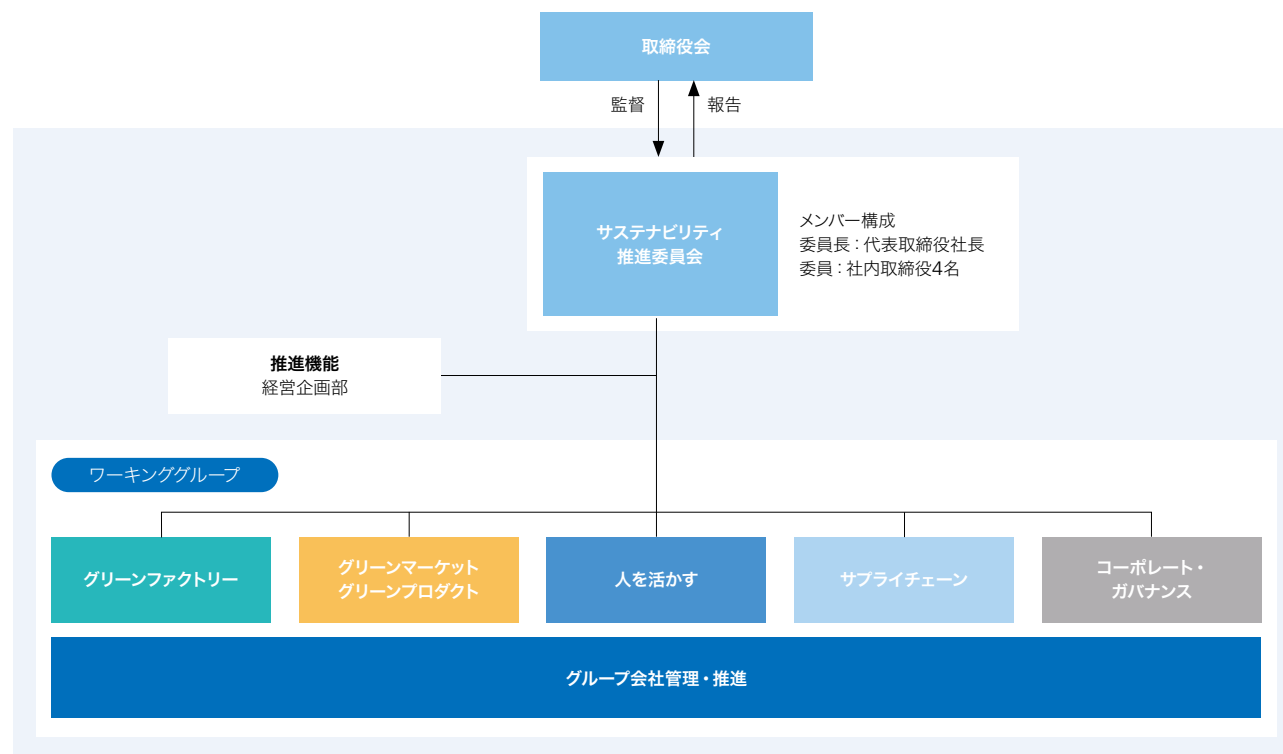 取締役会
監督
報告
サステナビリティ
推進委員会
メンバー構成
委員長：代表取締役社長
委員：社内取締役4名
推進機能
経営企画部
ワーキンググループ
グリーンファクトリー
グリーンマーケット
グリーンプロダクト
人を活かす
サプライチェーン
コーポレート・
ガバナンス
グループ会社管理・推進